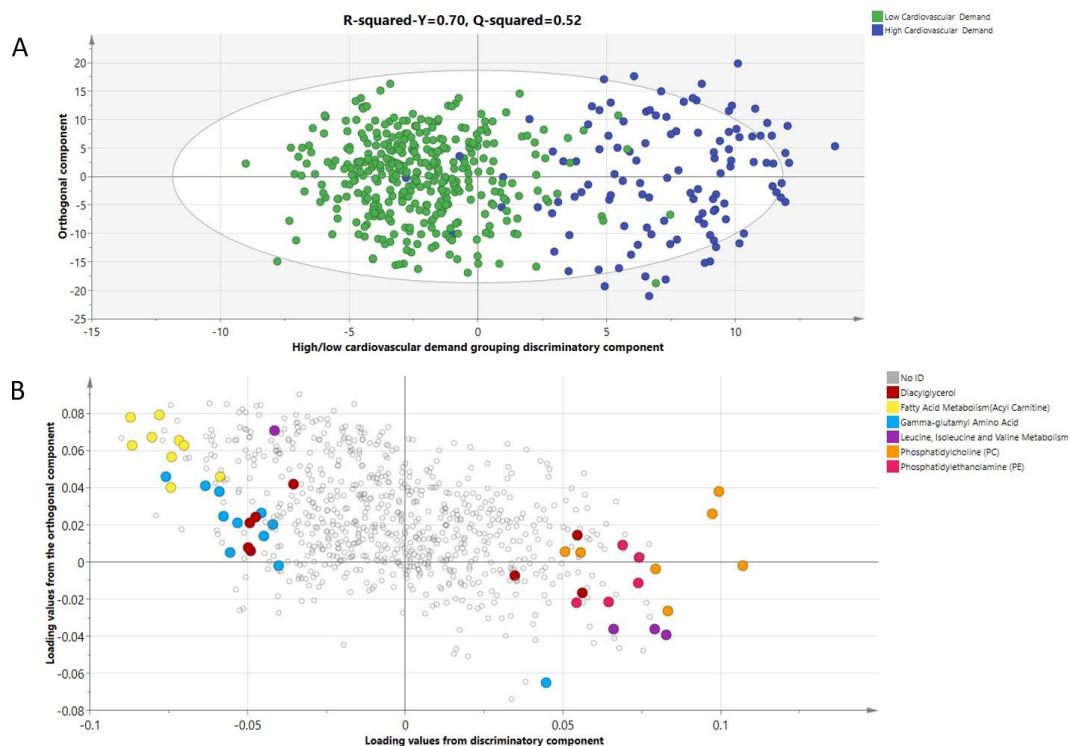 R-squared-Y=0.70, Q-squared=0.52
Low Cardiovascular Demand
High Cardiovascular Demand
A
20
15
10
5
0
-5
-10
-15
-20
-25
Orthogonal component
-15
-10
-5
0
5
10
High/low cardiovascular demand grouping discriminatory component
B
No ID
Diacylglycerol
Fatty Acid Metabolism(Acyl Carnitine)
Gamma-glutamyl Amino Acid
Leucine, Isoleucine and Valine Metabolism
Phosphatidylcholine (PC)
Phosphatidylethanolamine (PE)
0.08
0.06
0.04
0.02
0
-0.02
-0.04
-0.06
-0.08
Loading values from the orthogonal component
-0.1
-0.05
0
0.05
0.1
Loading values from discriminatory component